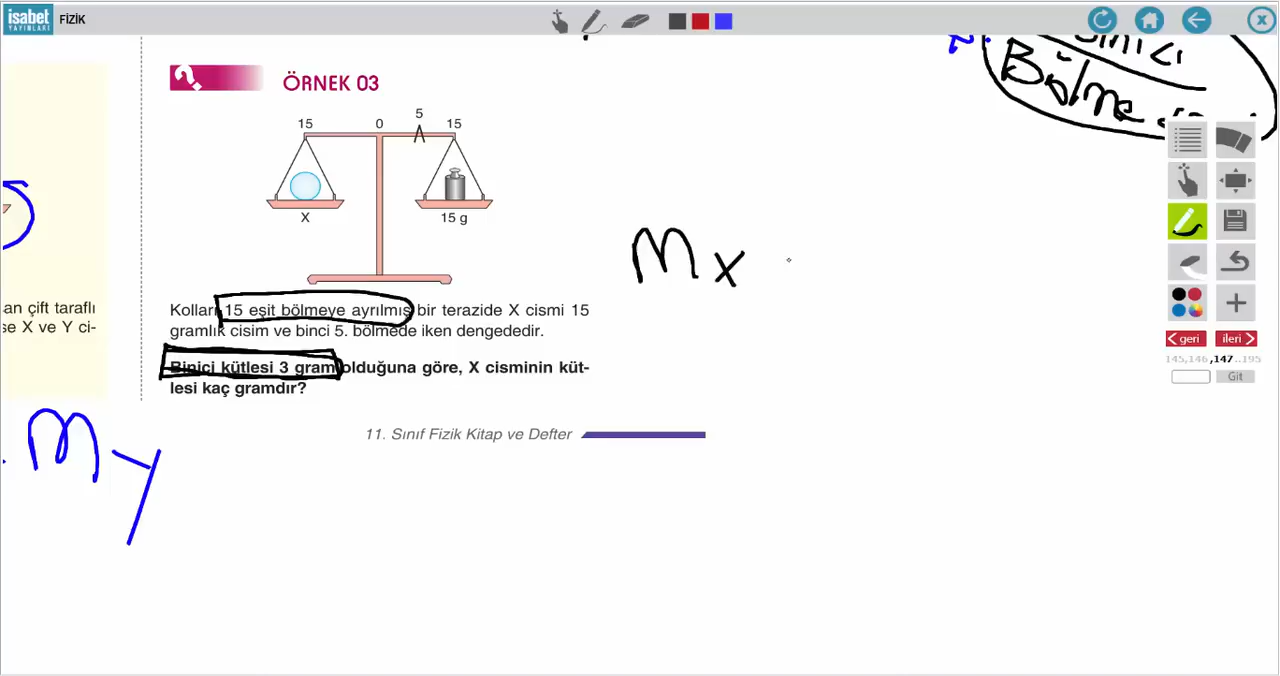 isabet
YAYINLARI
FİZİK
inici
Bölme
ÖRNEK 03
15 0 5 15
X 15 g
Kolları 15 eşit bölmeye ayrılmış bir terazide X cismi 15
gramlık cisim ve binici 5. bölmede iken dengededir.
Binici kütlesi 3 gram olduğuna göre, X cisminin küt-
lesi kaç gramdır?
11. Sınıf Fizik Kitap ve Defter
an çift taraflı
se X ve Y ci-
. m y
m x
geri ileri
145,146 ,147 ..195
Git